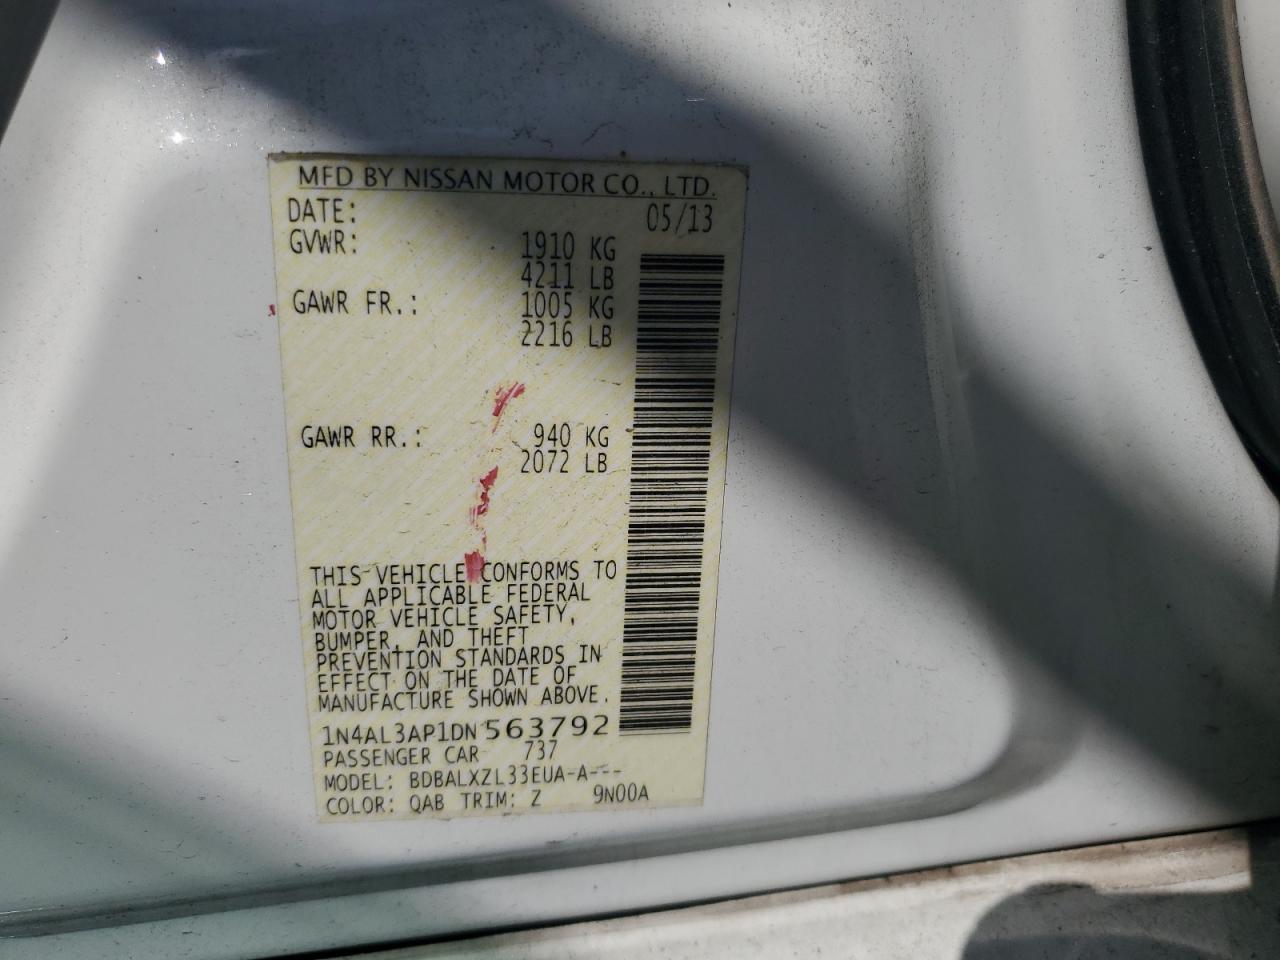 MFD BY NISSAN MOTOR CO., LTD.
DATE: 05/13
GVWR: 1910 KG
4211 LB
GAWR FR.: 1005 KG
2216 LB
GAWR RR.: 940 KG
2072 LB
THIS VEHICLE CONFORMS TO
ALL APPLICABLE FEDERAL
MOTOR VEHICLE SAFETY,
BUMPER, AND THEFT
PREVENTION STANDARDS IN
EFFECT ON THE DATE OF
MANUFACTURE SHOWN ABOVE.
1N4AL3AP1DN563792
PASSENGER CAR 737
MODEL: BDBALXZL33EUA-A---
COLOR: QAB TRIM: Z 9N00A